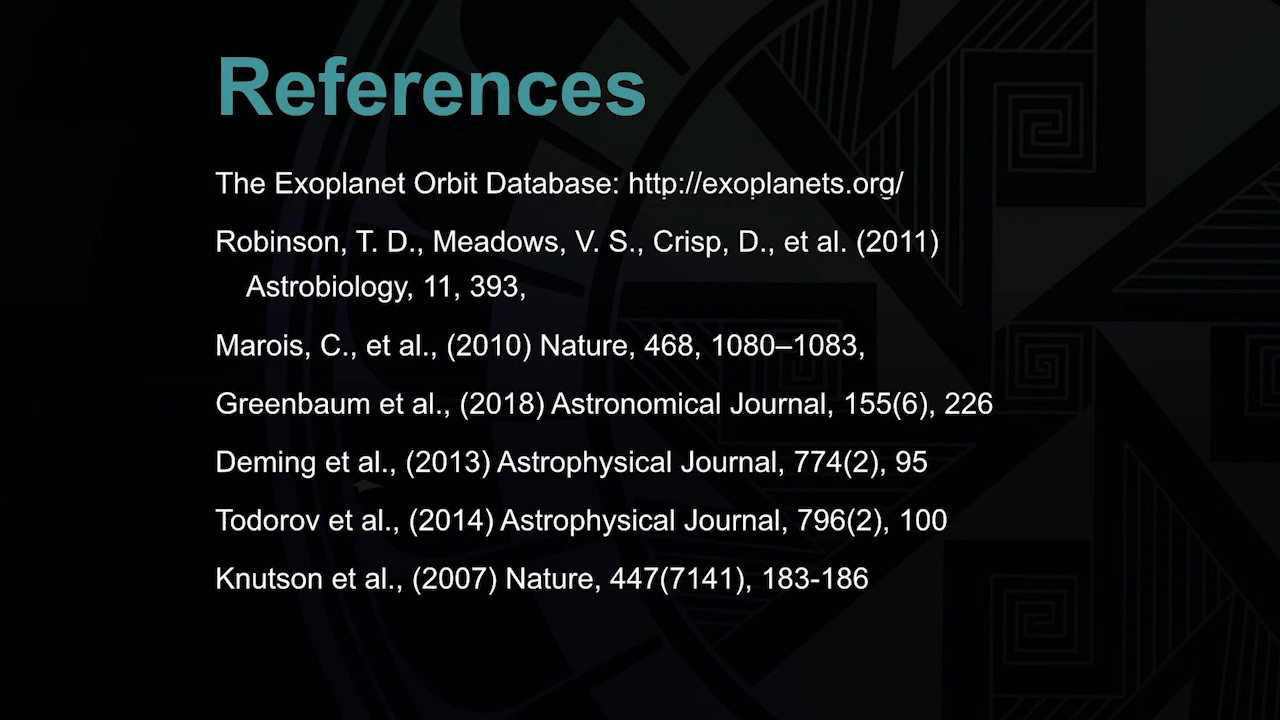 References
The Exoplanet Orbit Database: http://exoplanets.org/
Robinson, T. D., Meadows, V. S., Crisp, D., et al. (2011)
Astrobiology, 11, 393,
Marois, C., et al., (2010) Nature, 468, 1080–1083,
Greenbaum et al., (2018) Astronomical Journal, 155(6), 226
Deming et al., (2013) Astrophysical Journal, 774(2), 95
Todorov et al., (2014) Astrophysical Journal, 796(2), 100
Knutson et al., (2007) Nature, 447(7141), 183-186